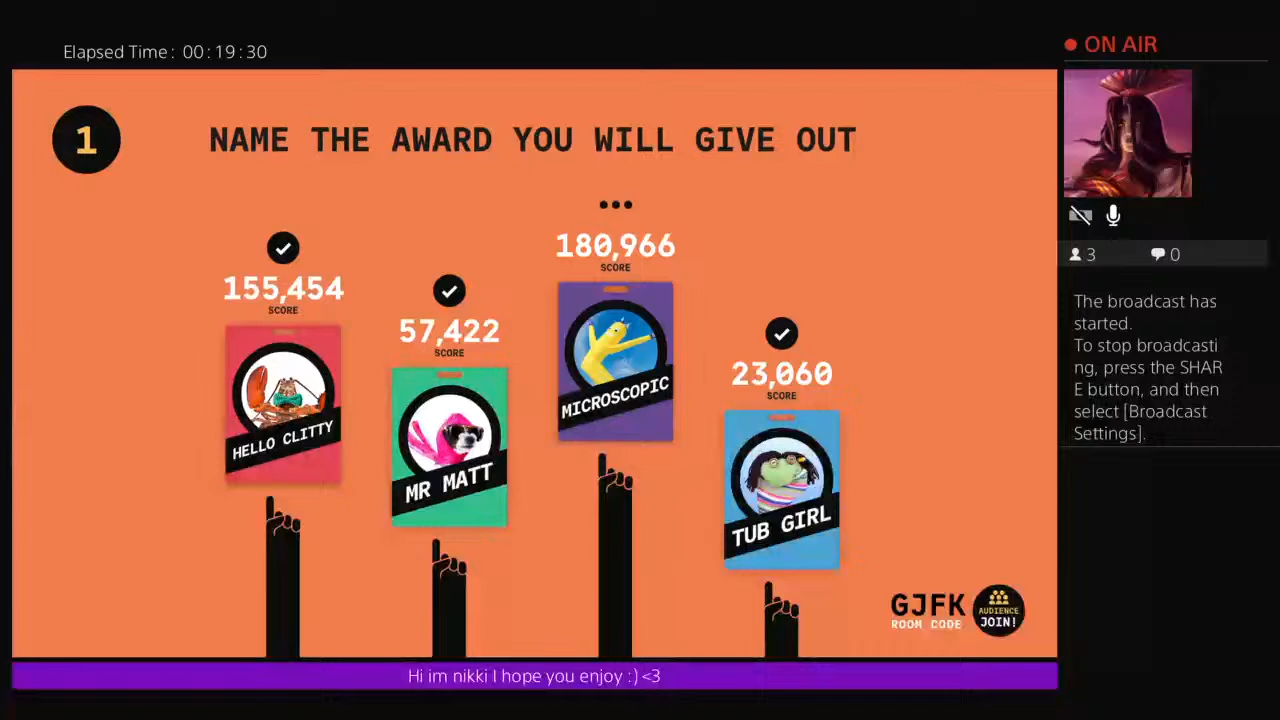 Elapsed Time: 00:19:30
ON AIR
1
NAME THE AWARD YOU WILL GIVE OUT
155,454
SCORE
HELLO CLITTY
57,422
SCORE
MR MATT
180,966
SCORE
MICROSCOPIC
23,060
SCORE
TUB GIRL
GJFK
ROOM CODE
AUDIENCE
JOIN!
3
0
The broadcast has
started.
To stop broadcasti
ng, press the SHAR
E button, and then
select [Broadcast
Settings].
Hi im nikki I hope you enjoy :) <3